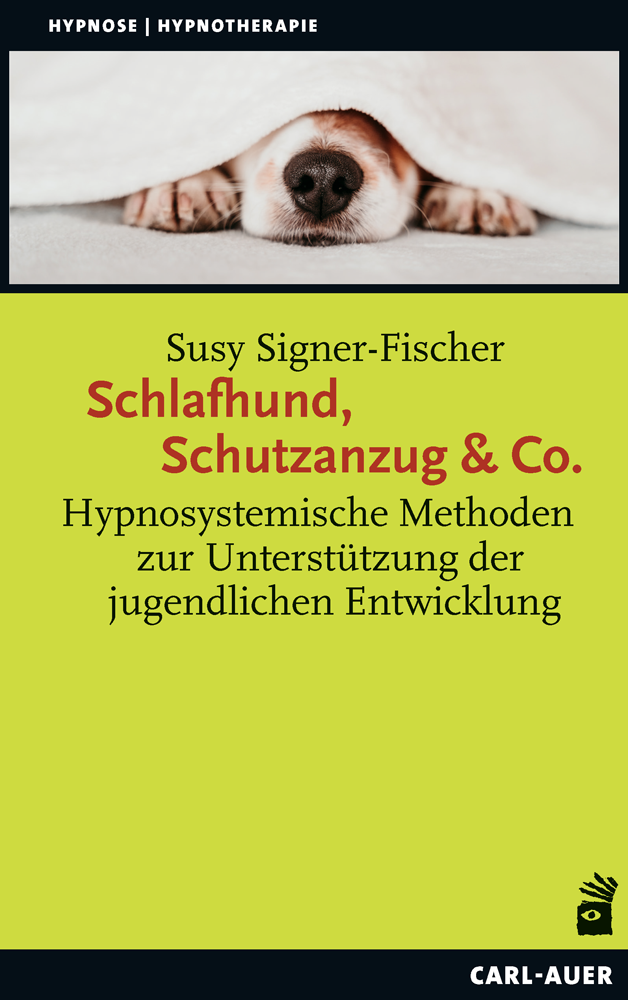 HYPNOSE | HYPNOTHERAPIE
Susy Signer-Fischer
Schlafhund,
Schutzanzug & Co.
Hypnosystemische Methoden
zur Unterstützung der
jugendlichen Entwicklung
CARL-AUER